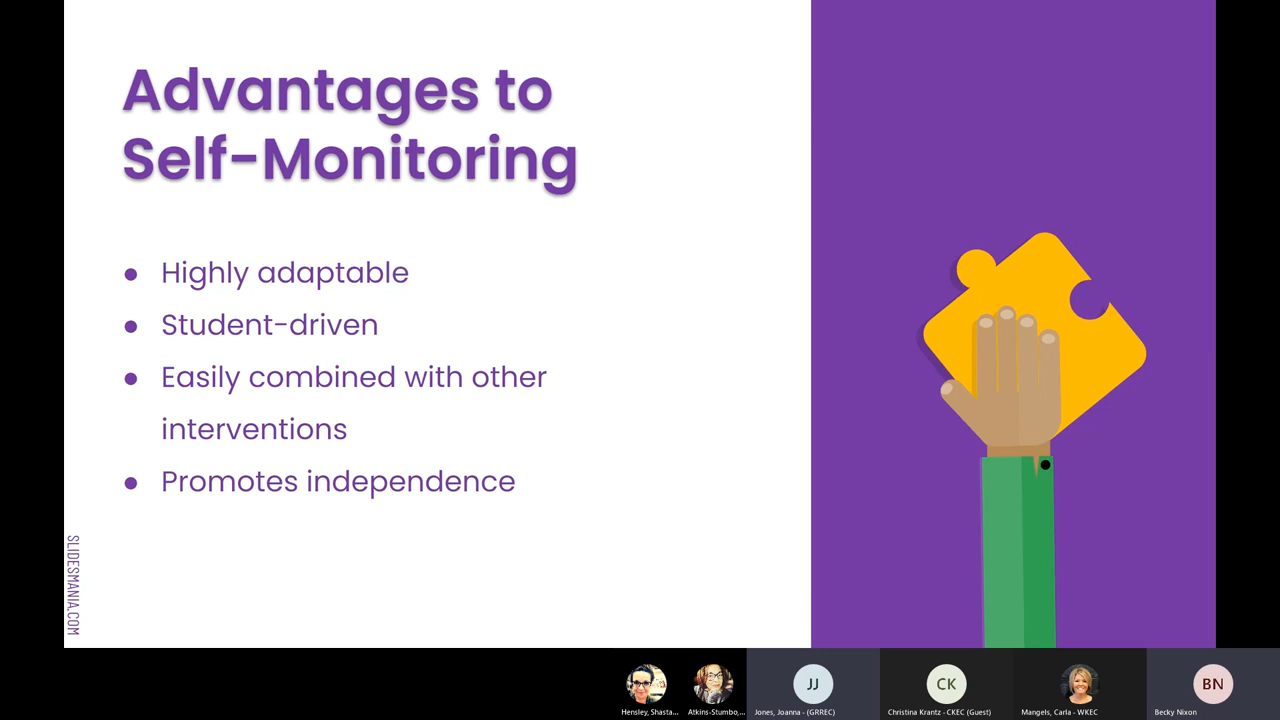 Advantages to
Self-Monitoring
● Highly adaptable
● Student-driven
● Easily combined with other
interventions
● Promotes independence
SLIDESMANIA.COM
Hensley, Shasta...
Atkins-Stumbo,...
JJ
Jones, Joanna - (GRREC)
CK
Christina Krantz - CKEC (Guest)
Mangels, Carla - WKEC
BN
Becky Nixon